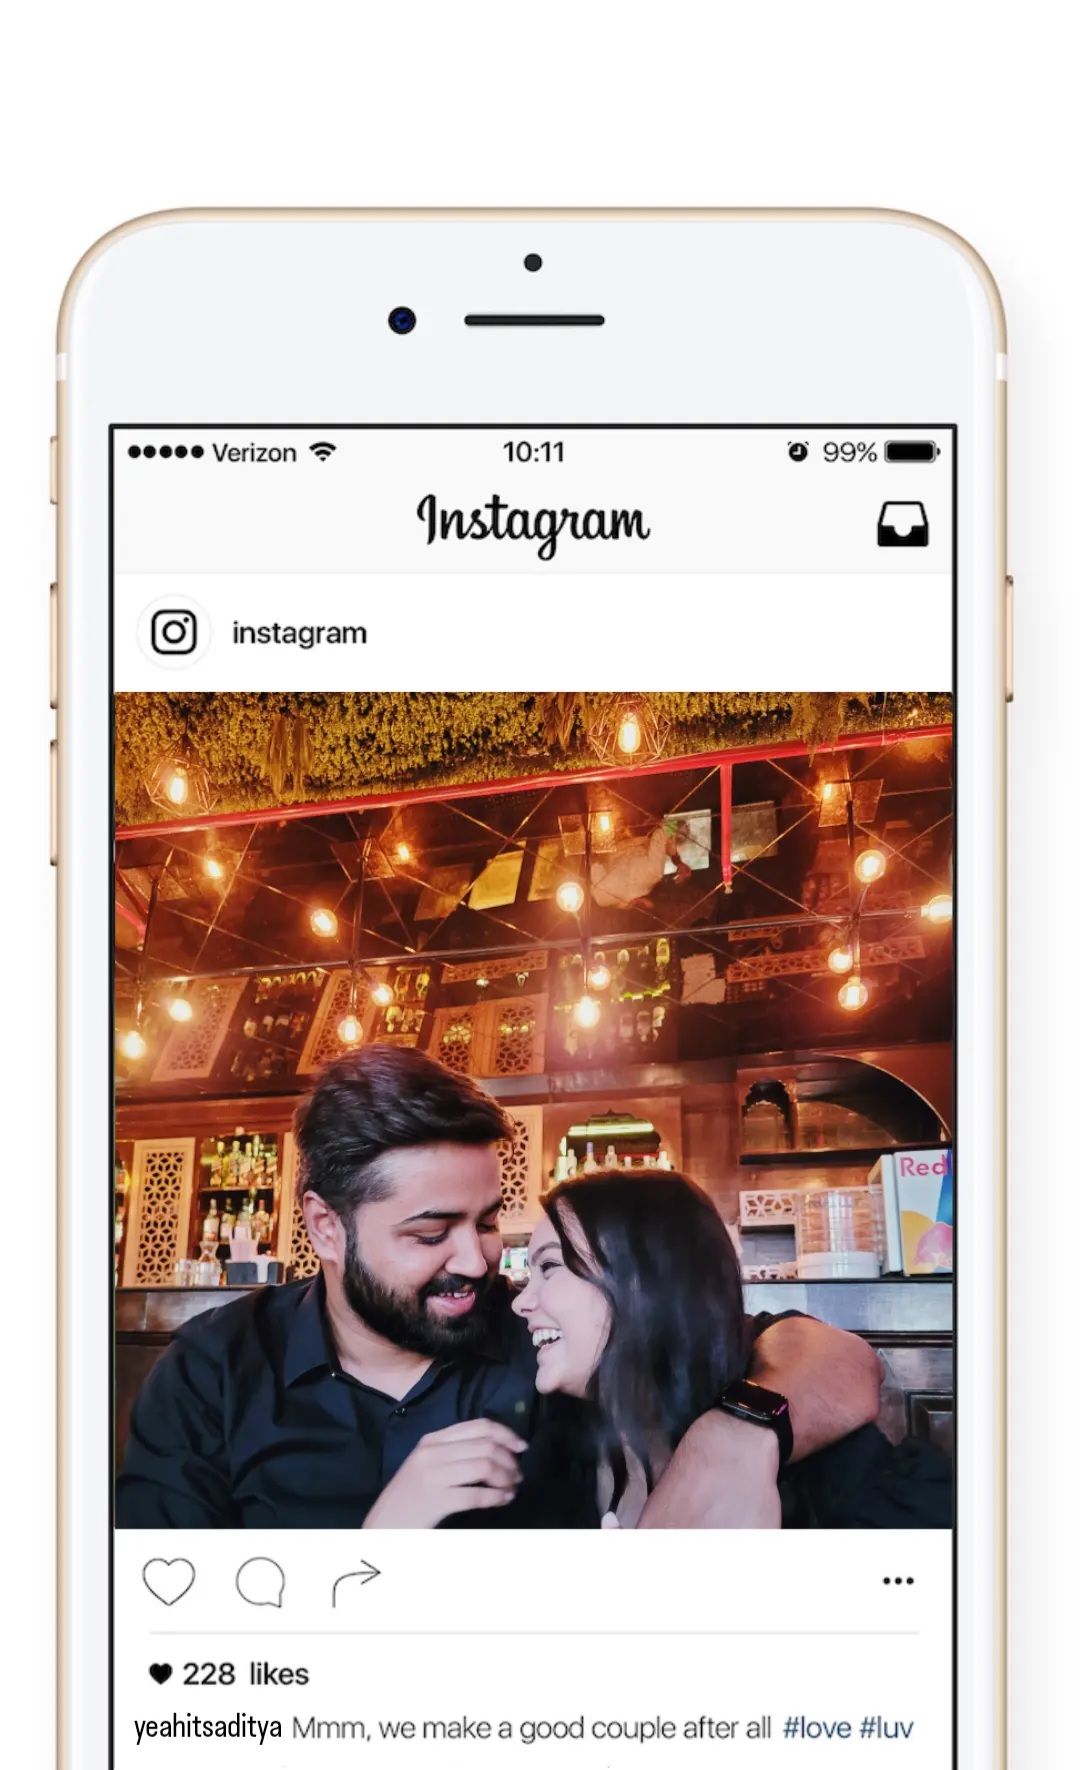 Verizon 10:11 99%
Instagram
instagram
Red
228 likes
yeahitsaditya Mmm, we make a good couple after all #love #luv